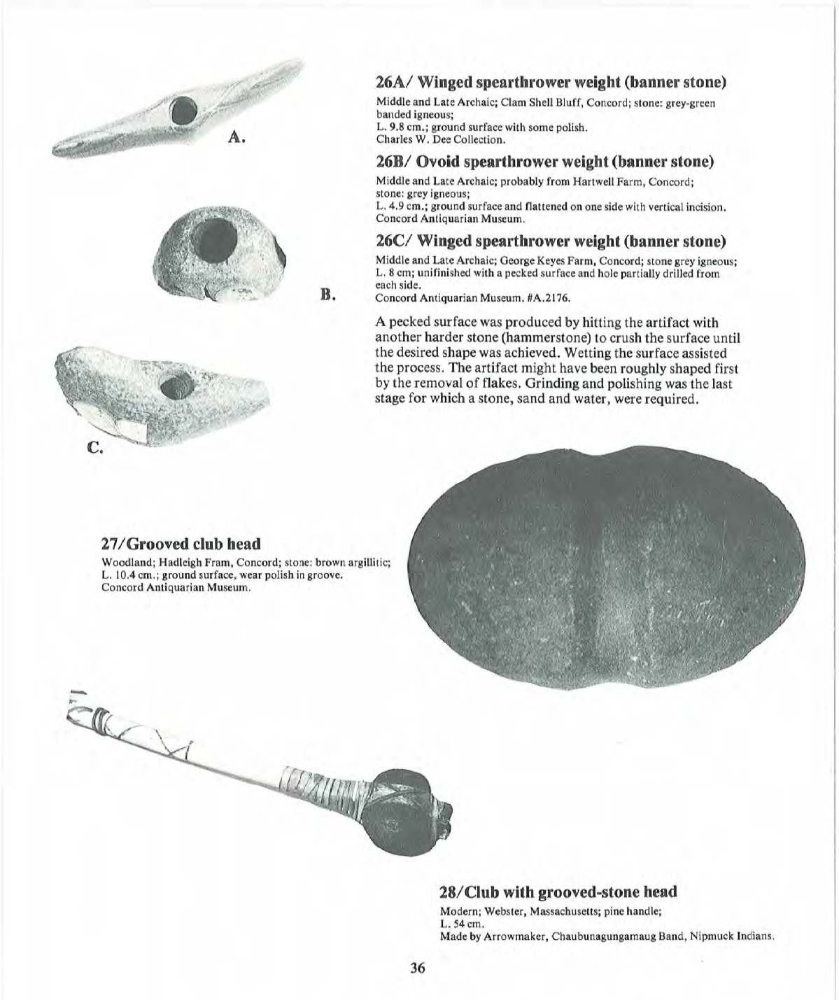 26A/ Winged spearthrower weight (banner stone)
Middle and Late Archaic; Clam Shell Bluff, Concord; stone: grey-green
banded igneous;
L. 9.8 cm.; ground surface with some polish.
Charles W. Dee Collection.
A.
26B/ Ovoid spearthrower weight (banner stone)
Middle and Late Archaic; probably from Hartwell Farm, Concord;
stone: grey igneous;
L. 4.9 cm.; ground surface and flattened on one side with vertical incision.
Concord Antiquarian Museum.
26C/ Winged spearthrower weight (banner stone)
Middle and Late Archaic; George Keyes Farm, Concord; stone grey igneous;
L. 8 cm; unifinished with a pecked surface and hole partially drilled from
each side.
Concord Antiquarian Museum. #A.2176.
B.
A pecked surface was produced by hitting the artifact with
another harder stone (hammerstone) to crush the surface until
the desired shape was achieved. Wetting the surface assisted
the process. The artifact might have been roughly shaped first
by the removal of flakes. Grinding and polishing was the last
stage for which a stone, sand and water, were required.
C.
27/Grooved club head
Woodland; Hadleigh Fram, Concord; stone: brown argillitic;
L. 10.4 cm.; ground surface, wear polish in groove.
Concord Antiquarian Museum.
28/Club with grooved-stone head
Modern; Webster, Massachusetts; pine handle;
L. 54 cm.
Made by Arrowmaker, Chaubunagungamaug Band, Nipmuck Indians.
36